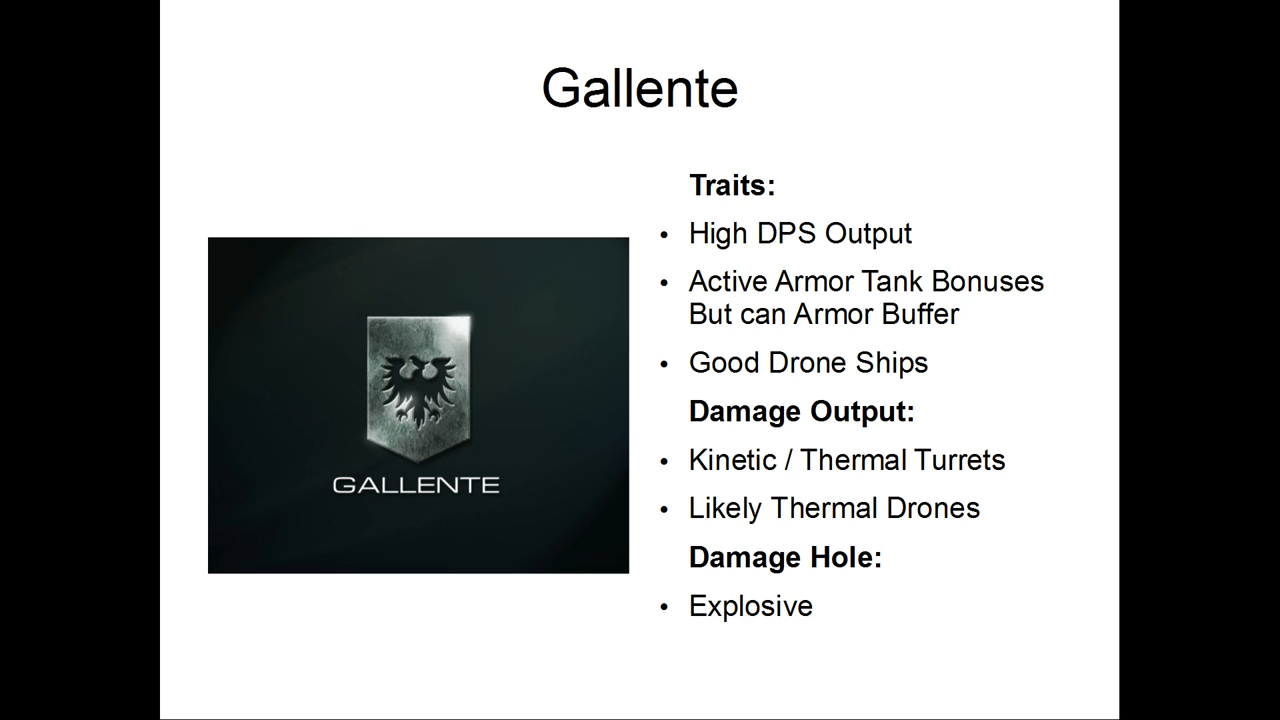 Gallente
GALLENTE
Traits:
• High DPS Output
• Active Armor Tank Bonuses
But can Armor Buffer
• Good Drone Ships
Damage Output:
• Kinetic / Thermal Turrets
• Likely Thermal Drones
Damage Hole:
• Explosive